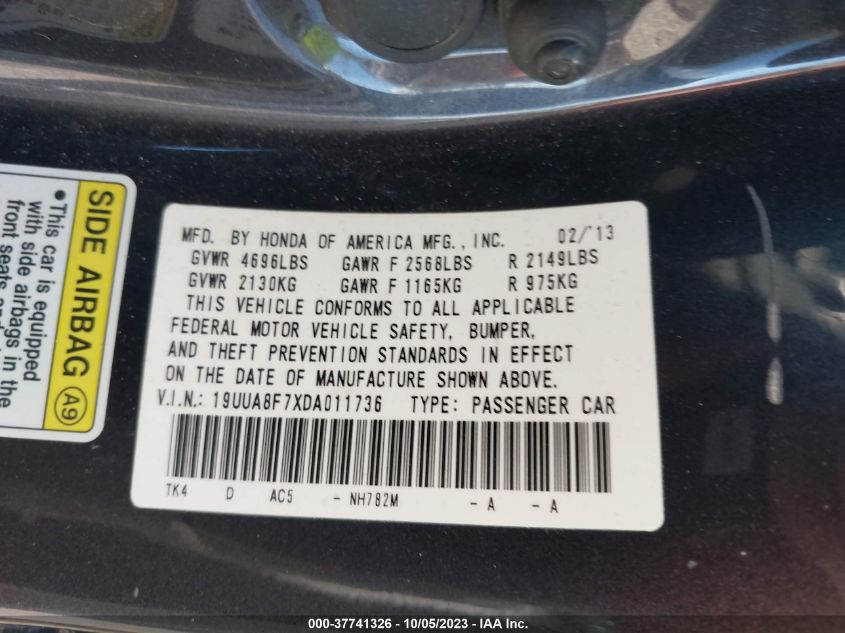 MFD. BY HONDA OF AMERICA MFG., INC. 02/'13
GVWR 4696LBS GAWR F 2568LBS R 2149LBS
GVWR 2130KG GAWR F 1165KG R 975KG
THIS VEHICLE CONFORMS TO ALL APPLICABLE
FEDERAL MOTOR VEHICLE SAFETY, BUMPER,
AND THEFT PREVENTION STANDARDS IN EFFECT
ON THE DATE OF MANUFACTURE SHOWN ABOVE.
V.I.N.: 19UUA8F7XDA011736 TYPE: PASSENGER CAR
TK4 D AC5 - NH782M - A - A
SIDE AIRBAG A9
• This car is equipped
with side airbags in the
front seats and
000-37741326 - 10/05/2023 - IAA Inc.